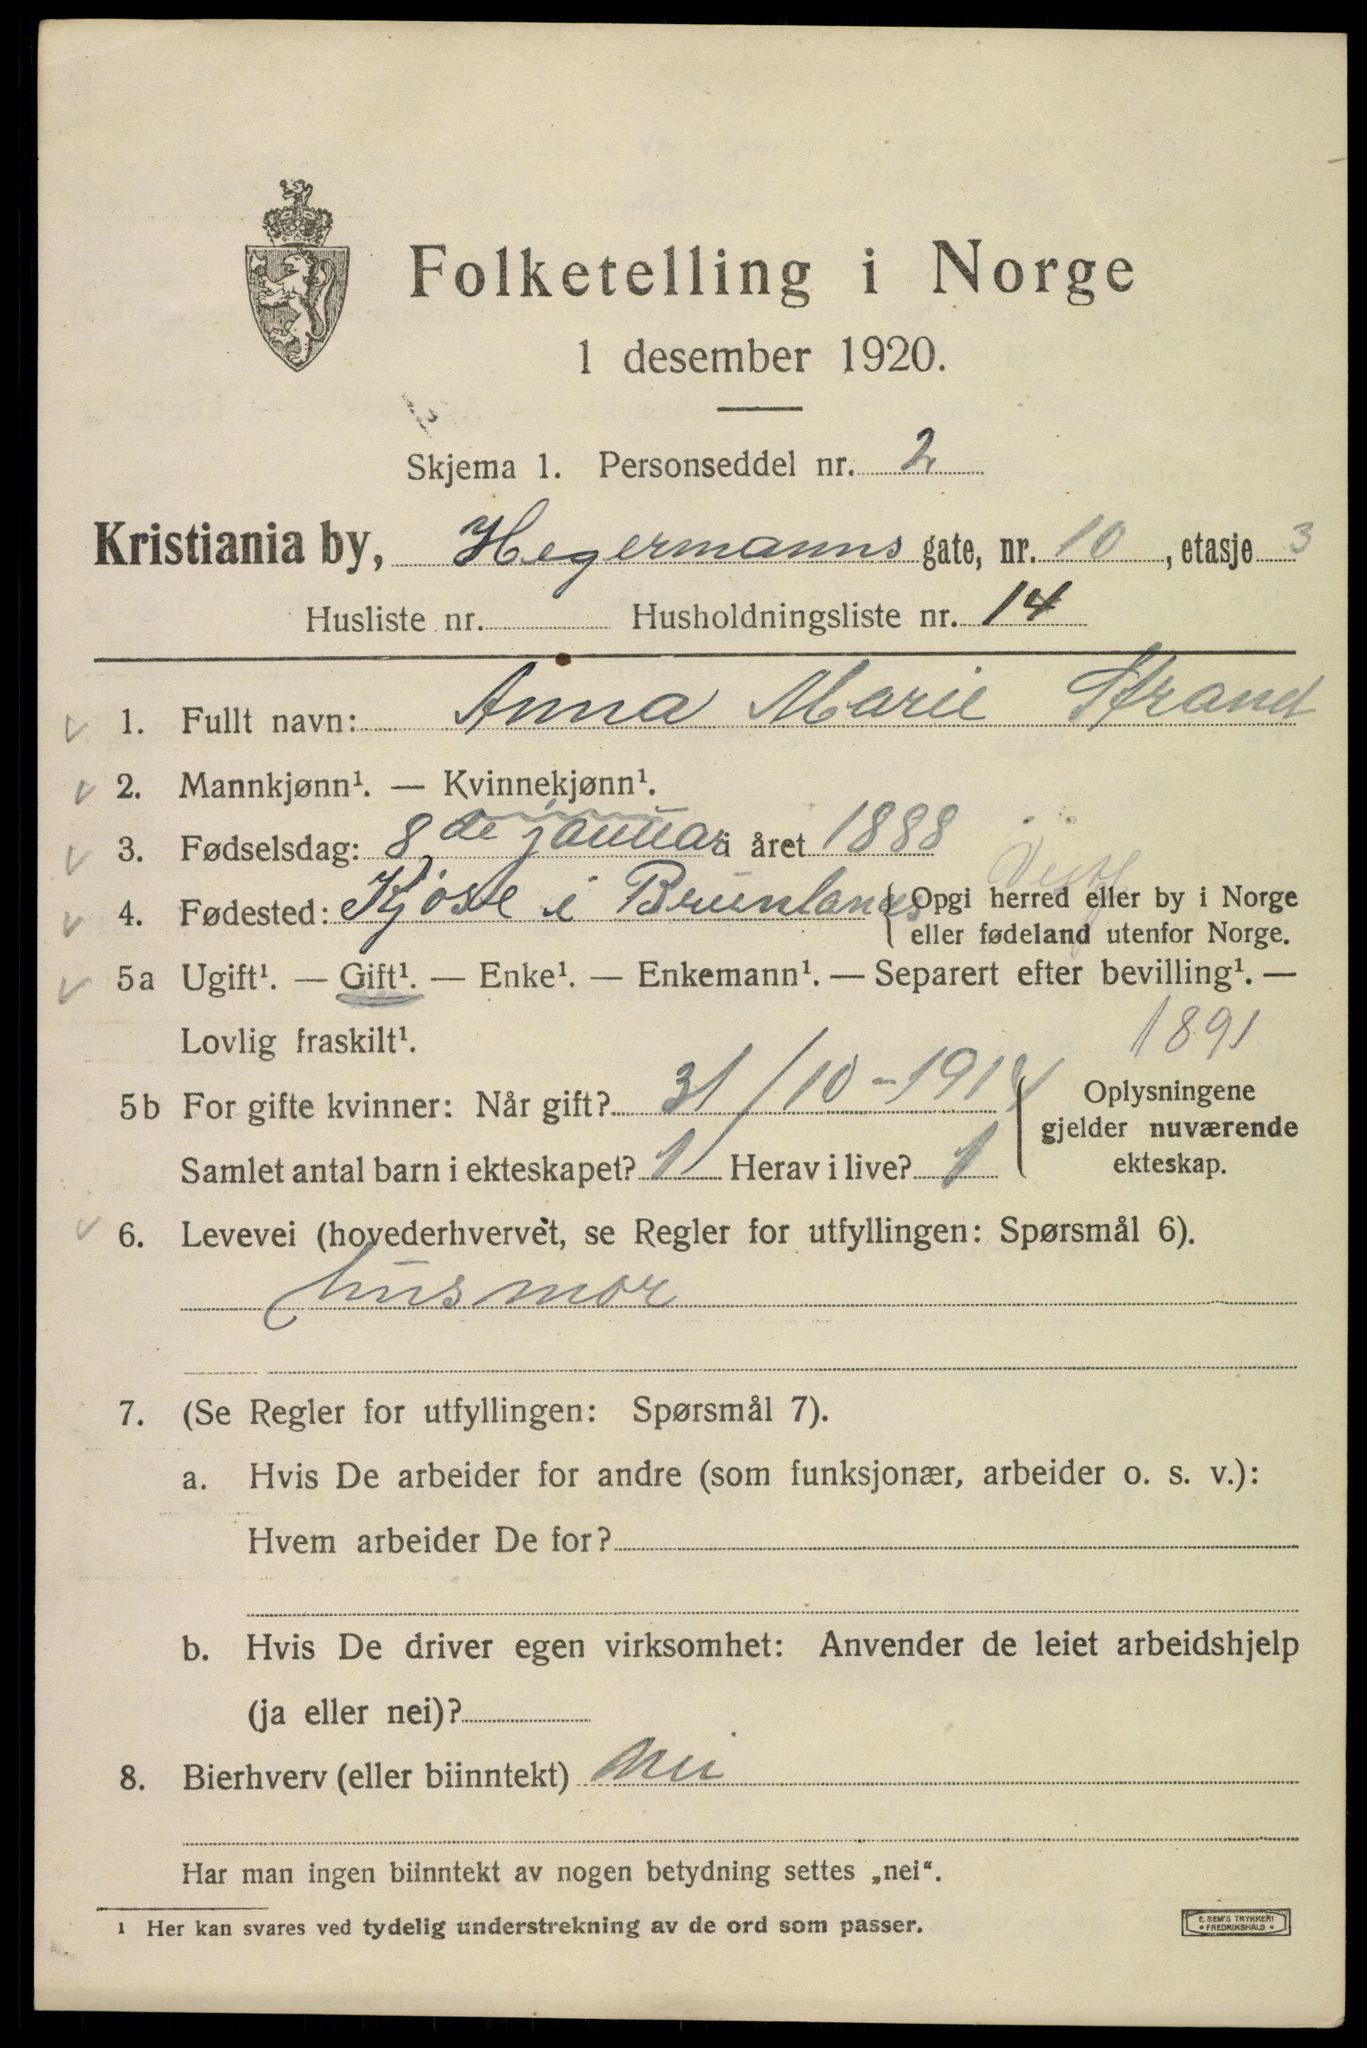 Folketelling i Norge
1 desember 1920.
Skjema 1. Personseddel nr. 2
Kristiania by, Hegermanns gate, nr. 10, etasje 3
Husliste nr. Husholdningsliste nr. 14
1. Fullt navn: Anna Marie Strand
2. Mannkjønn¹. — Kvinnekjønn¹.
3. Fødselsdag: 8de januar i året 1888
4. Fødested: Kjose i Brunlanes { Opgi herred eller by i Norge
eller fødeland utenfor Norge.
Vestf
5a Ugift¹. — Gift¹. — Enke¹. — Enkemann¹. — Separert efter bevilling¹. —
Lovlig fraskilt¹.
1891
5b For gifte kvinner: Når gift? 31/10-1914
Samlet antal barn i ekteskapet? 1 Herav i live? 1
{ Oplysningene
gjelder nuværende
ekteskap.
6. Levevei (hovederhvervet, se Regler for utfyllingen: Spørsmål 6).
husmor
7. (Se Regler for utfyllingen: Spørsmål 7).
a. Hvis De arbeider for andre (som funksjonær, arbeider o. s. v.):
Hvem arbeider De for?
b. Hvis De driver egen virksomhet: Anvender de leiet arbeidshjelp
(ja eller nei)?
8. Bierhverv (eller biinntekt) Nei
Har man ingen biinntekt av nogen betydning settes „nei“.
¹ Her kan svares ved tydelig understrekning av de ord som passer.
E. SEM'S TRYKKERI
FREDRIKSHALD